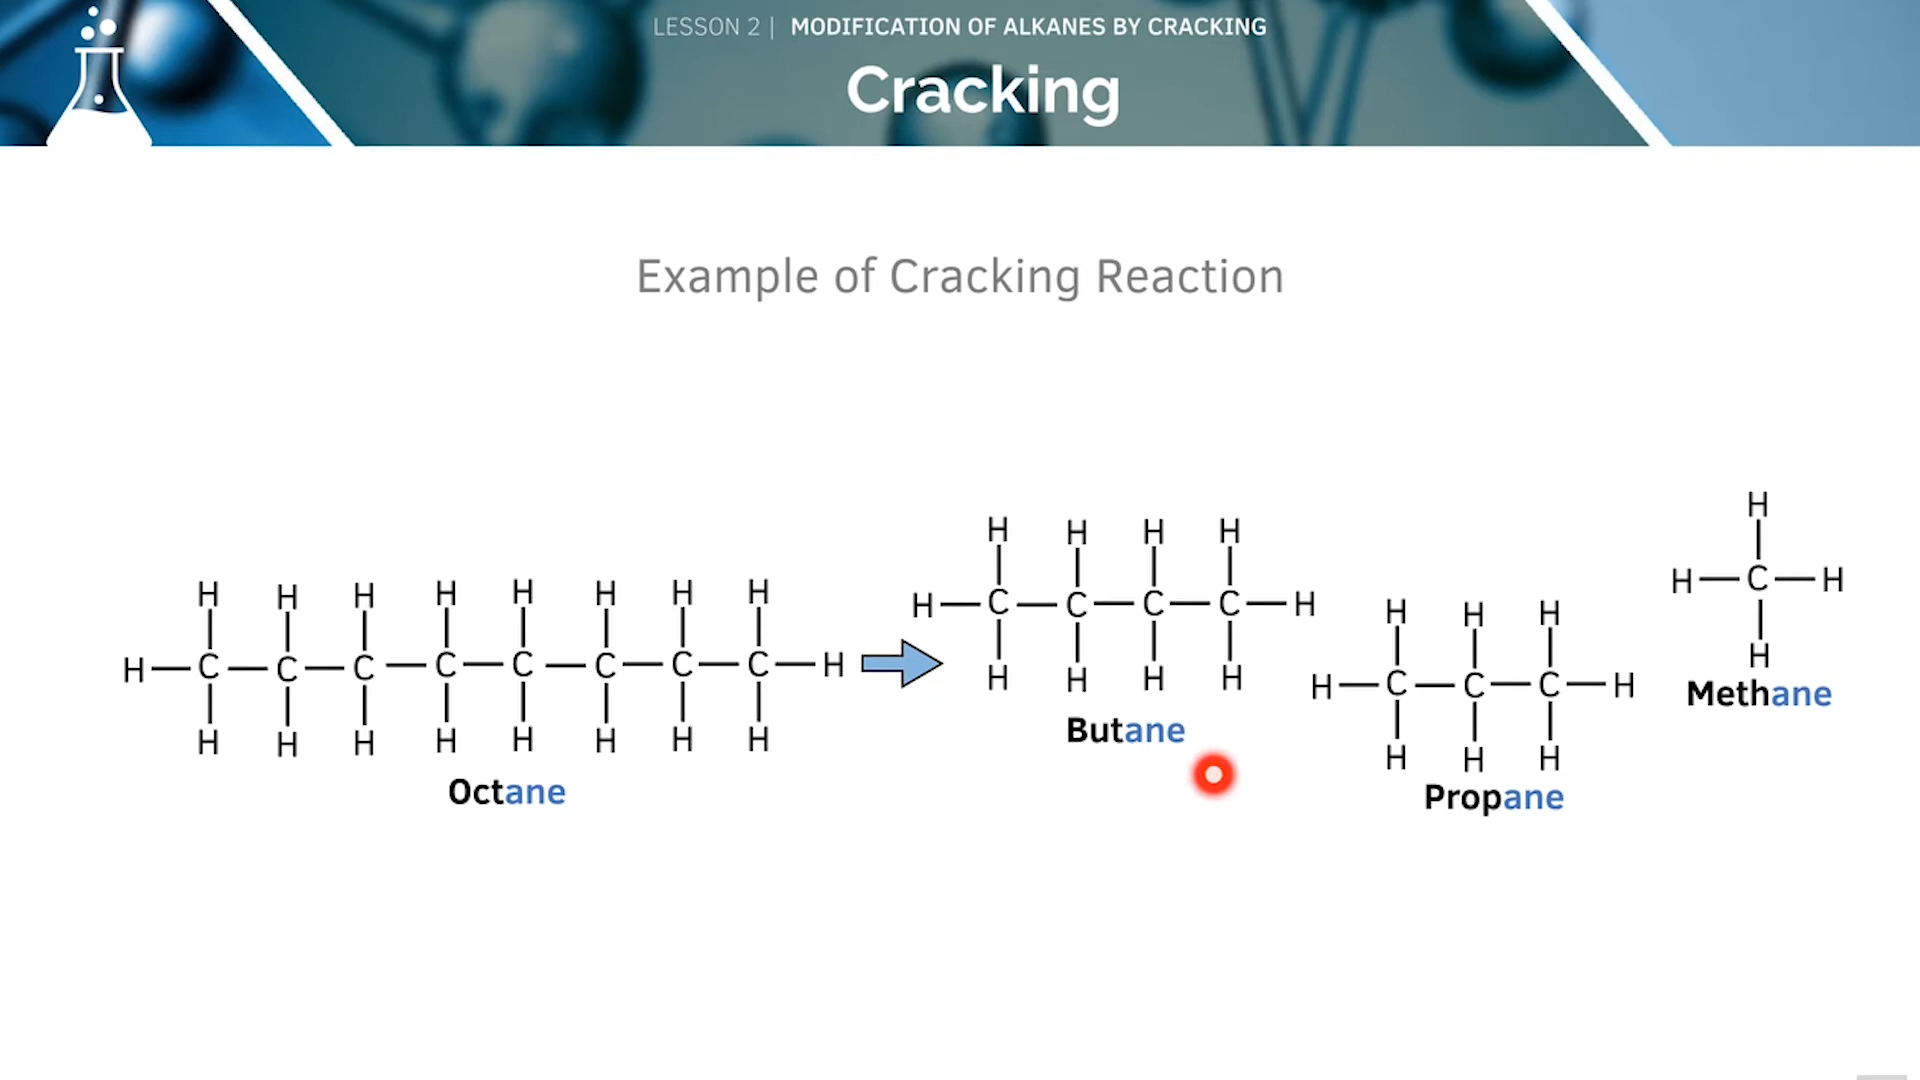 LESSON 2 | MODIFICATION OF ALKANES BY CRACKING
Cracking
Example of Cracking Reaction
H H H H H H H H
H—C—C—C—C—C—C—C—C—H
H H H H H H H H
Octane
H H H H
H—C—C—C—C—H
H H H H
Butane
H H H
H—C—C—C—H
H H H
Propane
H
H—C—H
H
Methane